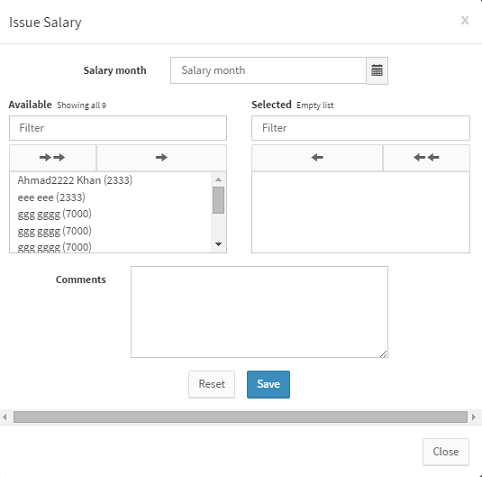 Issue Salary
x
Salary month
Salary month
Available Showing all 9
Selected Empty list
Filter
Filter
Ahmad2222 Khan (2333)
eee eee (2333)
ggg gggg (7000)
ggg gggg (7000)
ggg gggg (7000)
Comments
Reset
Save
Close